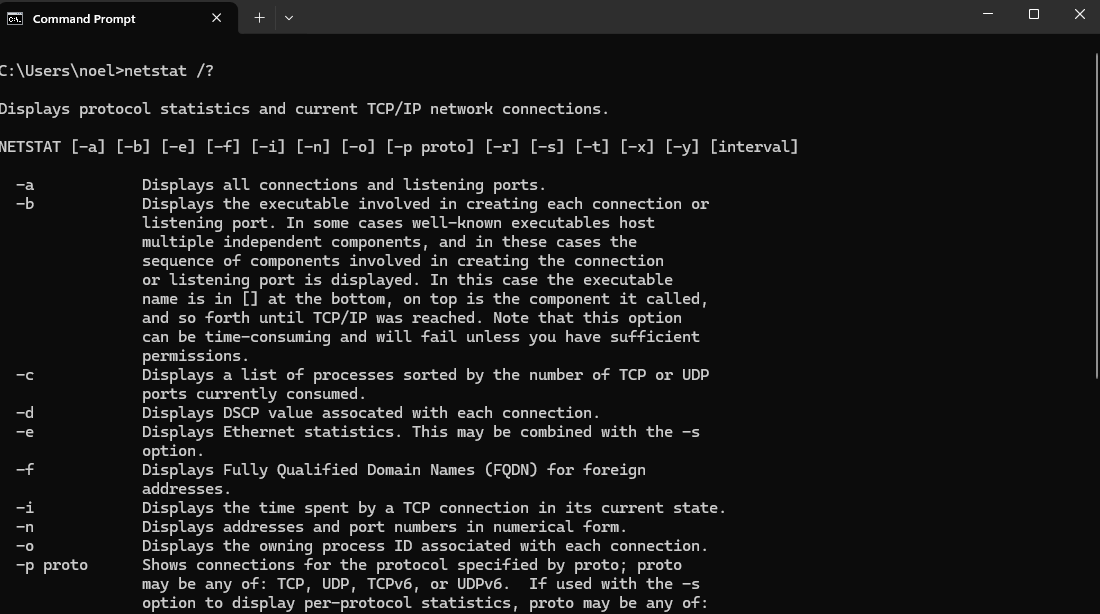 Command Prompt
C:\Users\noel>netstat /?
Displays protocol statistics and current TCP/IP network connections.
NETSTAT [-a] [-b] [-e] [-f] [-i] [-n] [-o] [-p proto] [-r] [-s] [-t] [-x] [-y] [interval]
-a Displays all connections and listening ports.
-b Displays the executable involved in creating each connection or
listening port. In some cases well-known executables host
multiple independent components, and in these cases the
sequence of components involved in creating the connection
or listening port is displayed. In this case the executable
name is in [] at the bottom, on top is the component it called,
and so forth until TCP/IP was reached. Note that this option
can be time-consuming and will fail unless you have sufficient
permissions.
-c Displays a list of processes sorted by the number of TCP or UDP
ports currently consumed.
-d Displays DSCP value assocated with each connection.
-e Displays Ethernet statistics. This may be combined with the -s
option.
-f Displays Fully Qualified Domain Names (FQDN) for foreign
addresses.
-i Displays the time spent by a TCP connection in its current state.
-n Displays addresses and port numbers in numerical form.
-o Displays the owning process ID associated with each connection.
-p proto Shows connections for the protocol specified by proto; proto
may be any of: TCP, UDP, TCPv6, or UDPv6.  If used with the -s
option to display per-protocol statistics, proto may be any of: